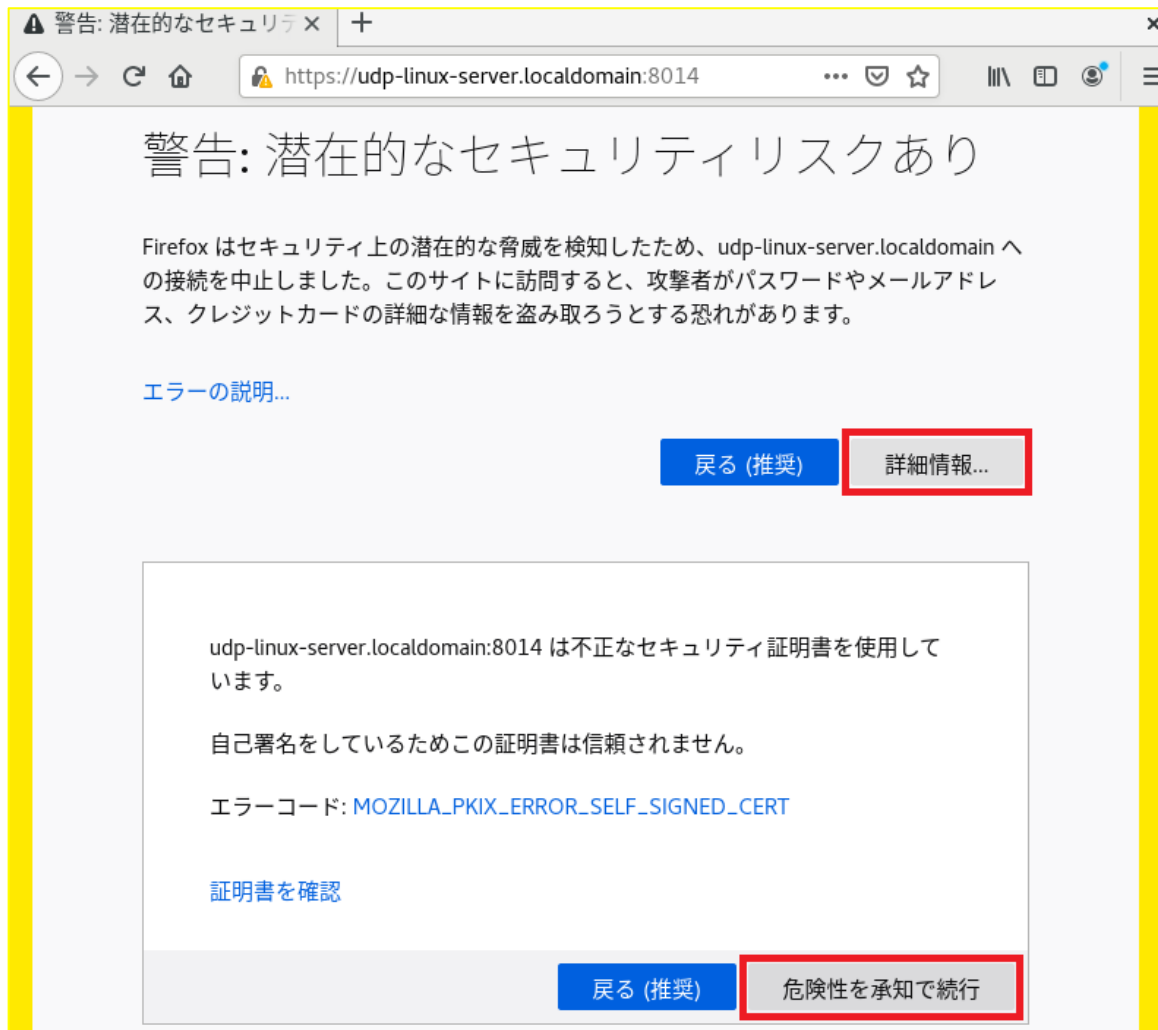 警告: 潜在的なセキュリテ
https://udp-linux-server.localdomain:8014
警告: 潜在的なセキュリティリスクあり
Firefox はセキュリティ上の潜在的な脅威を検知したため、udp-linux-server.localdomain へ
の接続を中止しました。このサイトに訪問すると、攻撃者がパスワードやメールアドレ
ス、クレジットカードの詳細な情報を盗み取ろうとする恐れがあります。
エラーの説明...
戻る (推奨) 詳細情報...
udp-linux-server.localdomain:8014 は不正なセキュリティ証明書を使用して
います。
自己署名をしているためこの証明書は信頼されません。
エラーコード: MOZILLA_PKIX_ERROR_SELF_SIGNED_CERT
証明書を確認
戻る (推奨) 危険性を承知で続行